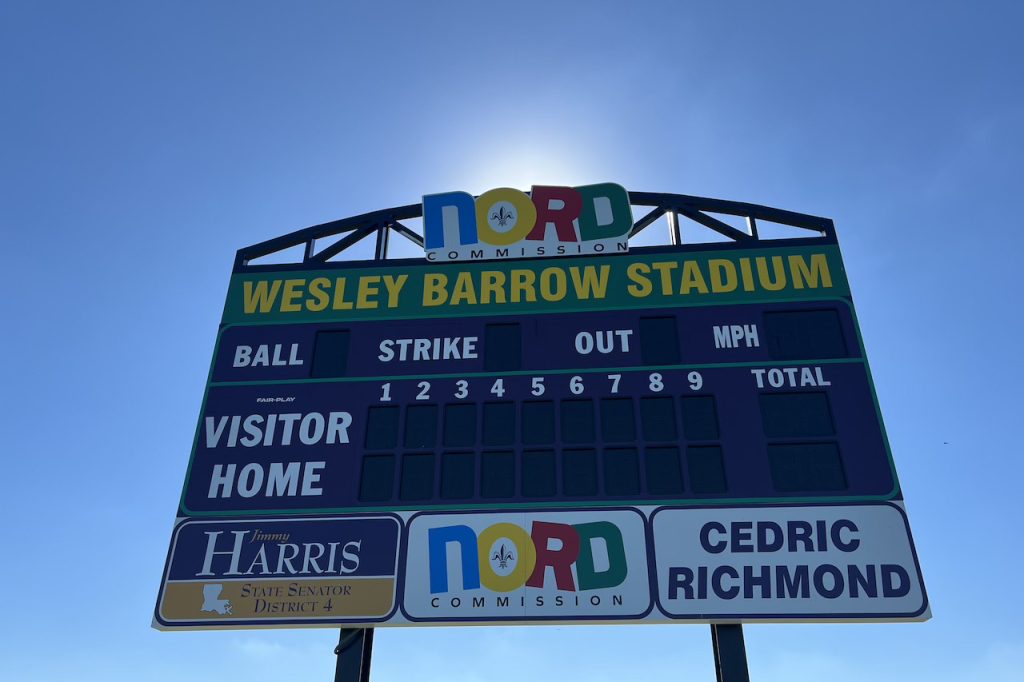 NORD
COMMISSION
WESLEY BARROW STADIUM
BALL STRIKE OUT MPH
1 2 3 4 5 6 7 8 9 TOTAL
FAIR-PLAY
VISITOR
HOME
Jimmy
HARRIS
STATE SENATOR
DISTRICT 4
NORD
COMMISSION
CEDRIC
RICHMOND